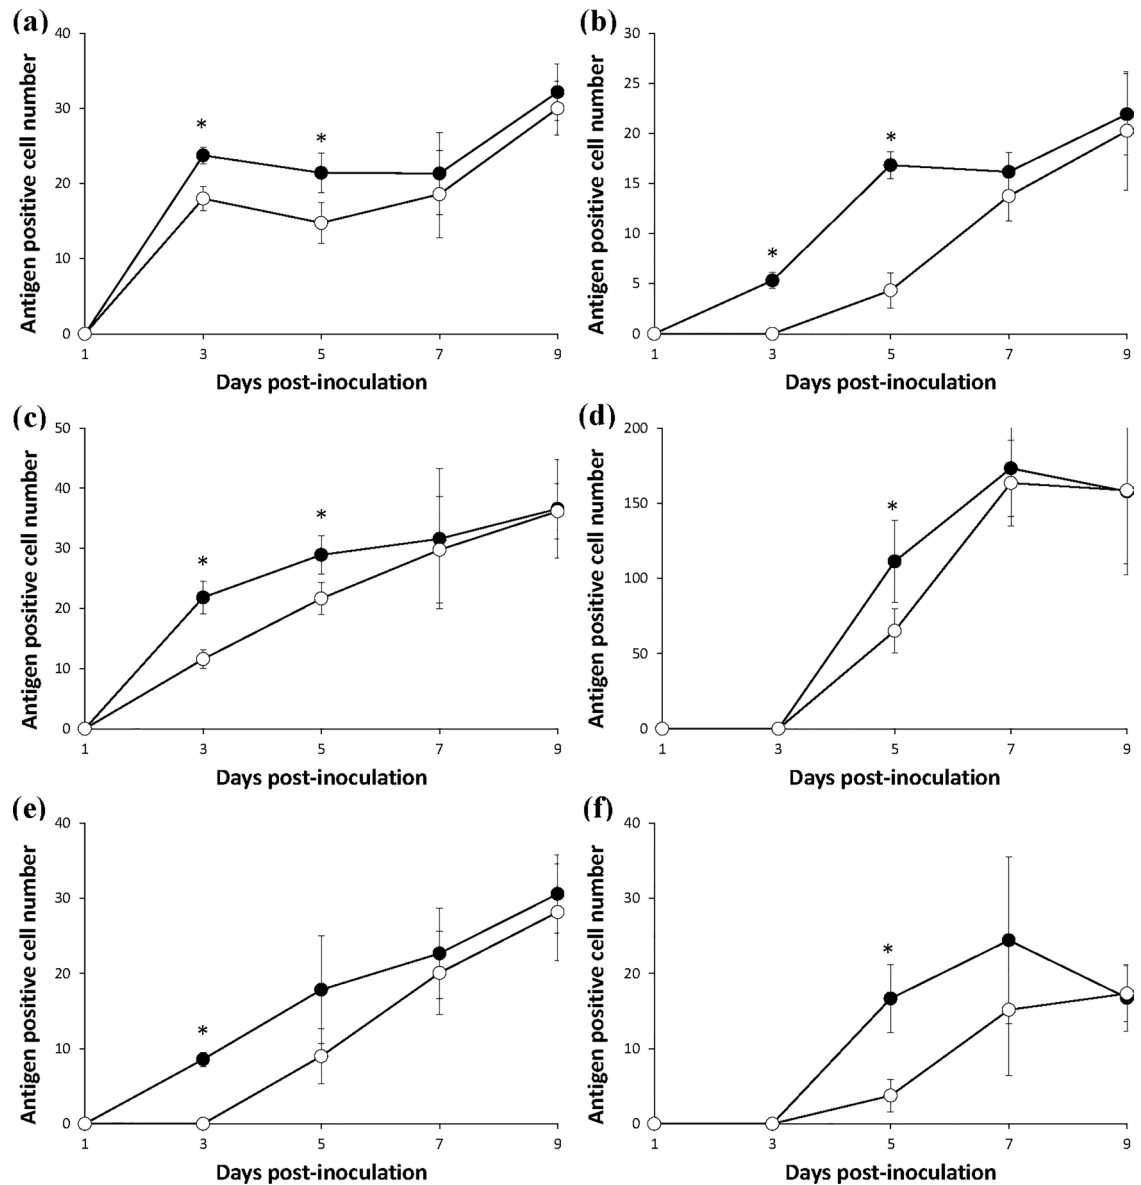 (a)
Antigen positive cell number
40
30
20
10
0
*
*
1 3 5 7 9
Days post-inoculation
(b)
Antigen positive cell number
30
25
20
15
10
5
0
*
*
1 3 5 7 9
Days post-inoculation
(c)
Antigen positive cell number
50
40
30
20
10
0
*
*
1 3 5 7 9
Days post-inoculation
(d)
Antigen positive cell number
200
150
100
50
0
*
1 3 5 7 9
Days post-inoculation
(e)
Antigen positive cell number
40
30
20
10
0
*
1 3 5 7 9
Days post-inoculation
(f)
Antigen positive cell number
40
30
20
10
0
*
1 3 5 7 9
Days post-inoculation